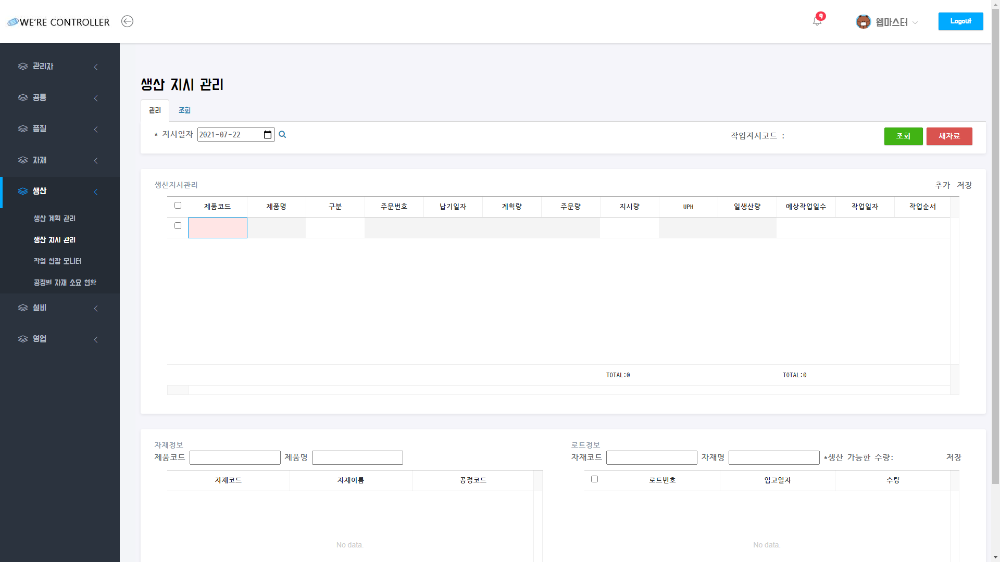 WE'RE CONTROLLER
9
웹마스터
Logout
관리자
공통
품질
자재
생산
생산 계획 관리
생산 지시 관리
작업 현장 모니터
공정별 자재 소요 현황
설비
영업
생산 지시 관리
관리 조회
* 지시일자 2021-07-22
작업지시코드 :
조회 새자료
생산지시관리
추가 저장
제품코드 제품명 구분 주문번호 납기일자 계획량 주문량 지시량 UPH 일생산량 예상작업일수 작업일자 작업순서
TOTAL:0 TOTAL:0
자재정보
제품코드 제품명
자재코드 자재이름 공정코드
No data.
로트정보
자재코드 자재명 *생산 가능한 수량: 저장
로트번호 입고일자 수량
No data.